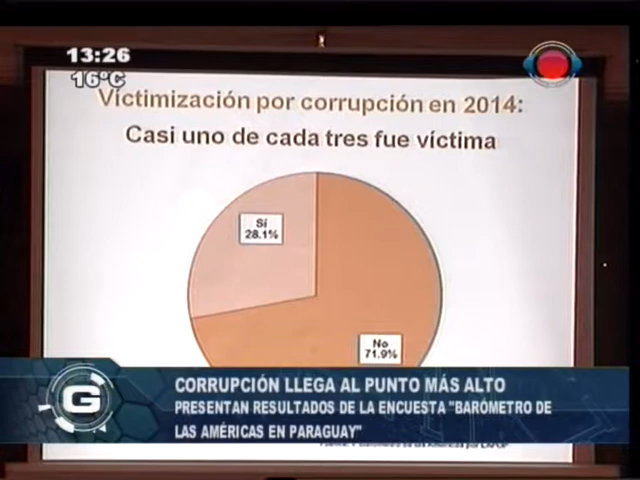 13:26
16°C
Victimización por corrupción en 2014:
Casi uno de cada tres fue víctima
Sí
28.1%
No
71.9%
G
CORRUPCIÓN LLEGA AL PUNTO MÁS ALTO
PRESENTAN RESULTADOS DE LA ENCUESTA "BARÓMETRO DE
LAS AMÉRICAS EN PARAGUAY"